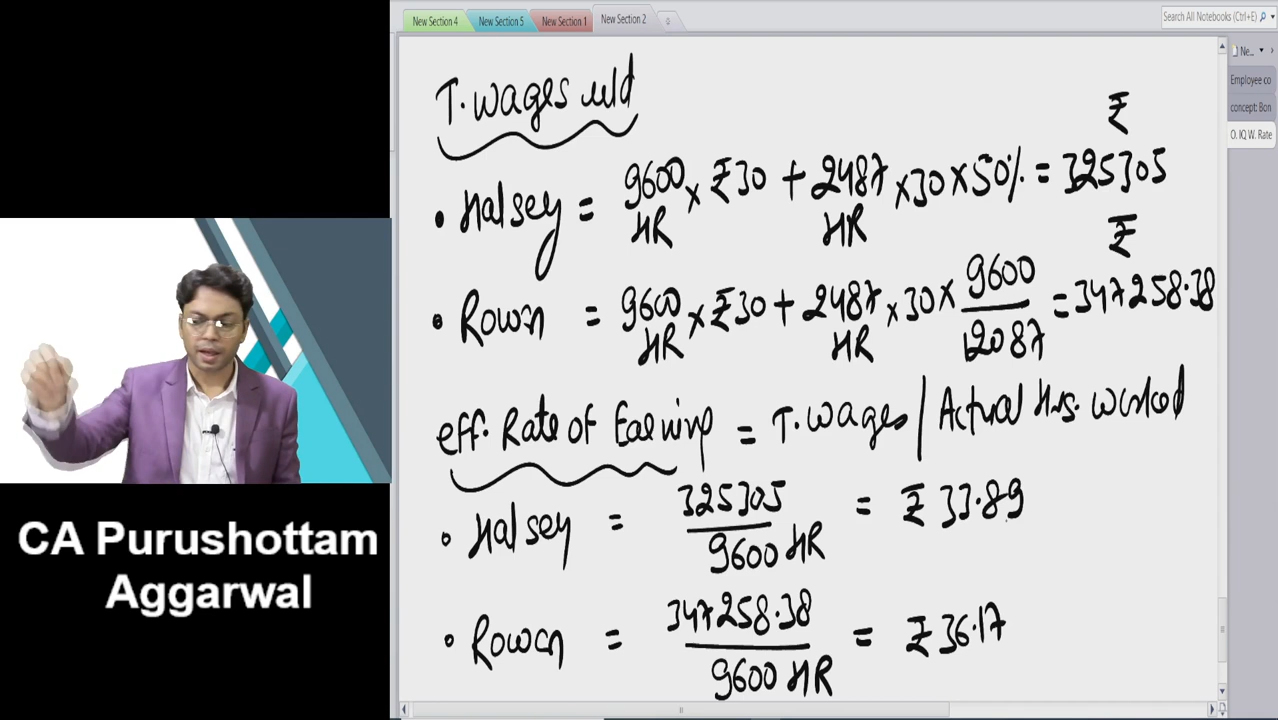 New Section 4 New Section 5 New Section 1 New Section 2
Search All Notebooks (Ctrl+E)
Ne...
Employee co
concept: Bon
O. IQ W. Rate
T. wages u/d
₹
• Halsey = 9600 HR × ₹30 + 2487 HR × 30 × 50% = 325305
₹
• Rowan = 9600 HR × ₹30 + 2487 HR × 30 × 9600 / 12087 = 347258.38
eff. Rate of Earning = T. wages / Actual Hrs. worked
• Halsey = 325305 / 9600 HR = ₹ 33.89
• Rowan = 347258.38 / 9600 HR = ₹ 36.17
CA Purushottam
Aggarwal